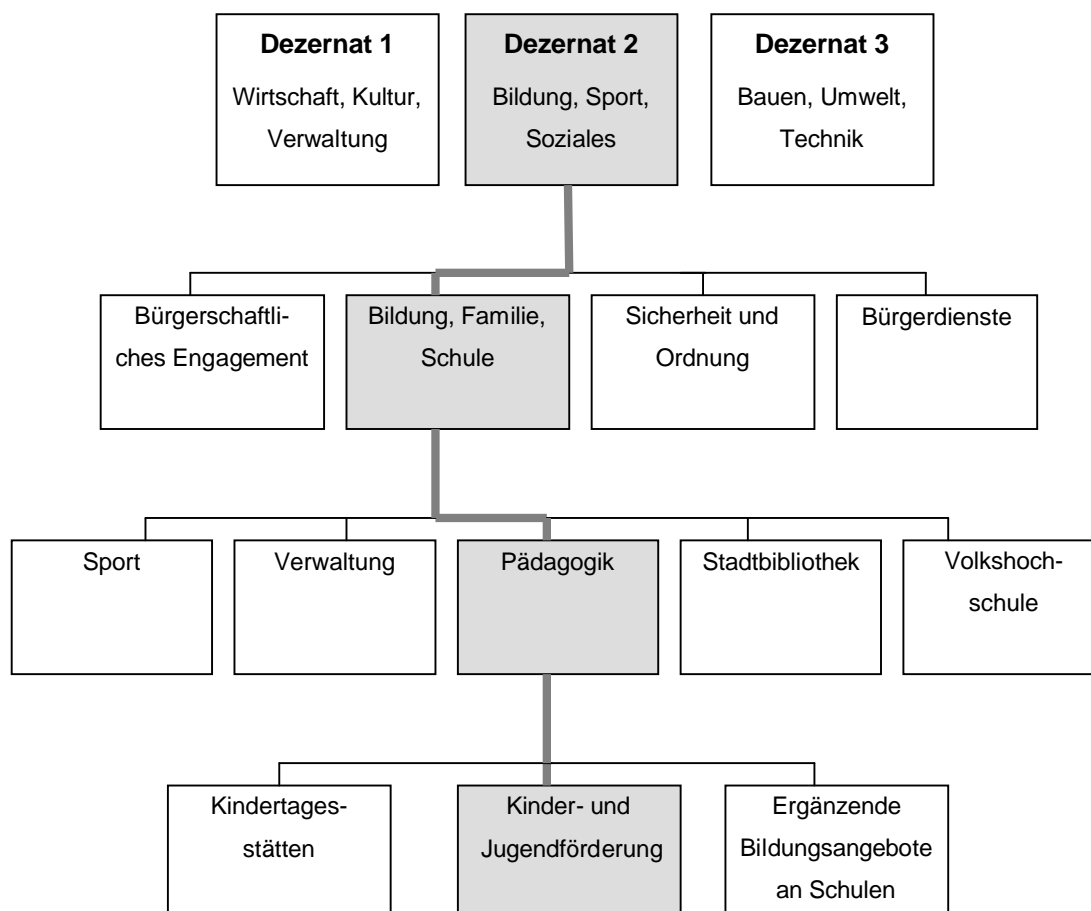 Dezernat 1
Wirtschaft, Kultur,
Verwaltung
Dezernat 2
Bildung, Sport,
Soziales
Dezernat 3
Bauen, Umwelt,
Technik
Bürgerschaftli-
ches Engagement
Bildung, Familie,
Schule
Sicherheit und
Ordnung
Bürgerdienste
Sport
Verwaltung
Pädagogik
Stadtbibliothek
Volkshoch-
schule
Kindertages-
stätten
Kinder- und
Jugendförderung
Ergänzende
Bildungsangebote
an Schulen